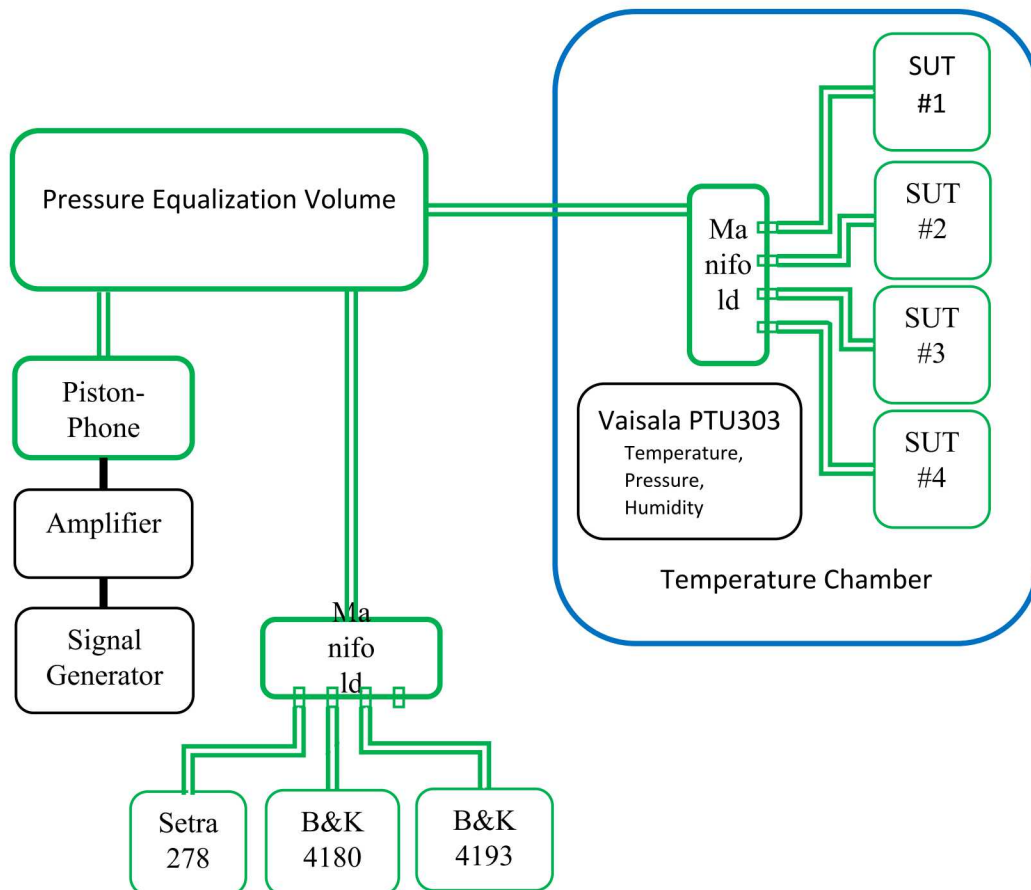 SUT
#1
Pressure Equalization Volume
SUT
#2
Ma
nifo
ld
SUT
#3
Piston-
Phone
Vaisala PTU303
Temperature,
Pressure,
Humidity
SUT
#4
Amplifier
Temperature Chamber
Signal
Generator
Ma
nifo
ld
Setra
278
B&K
4180
B&K
4193